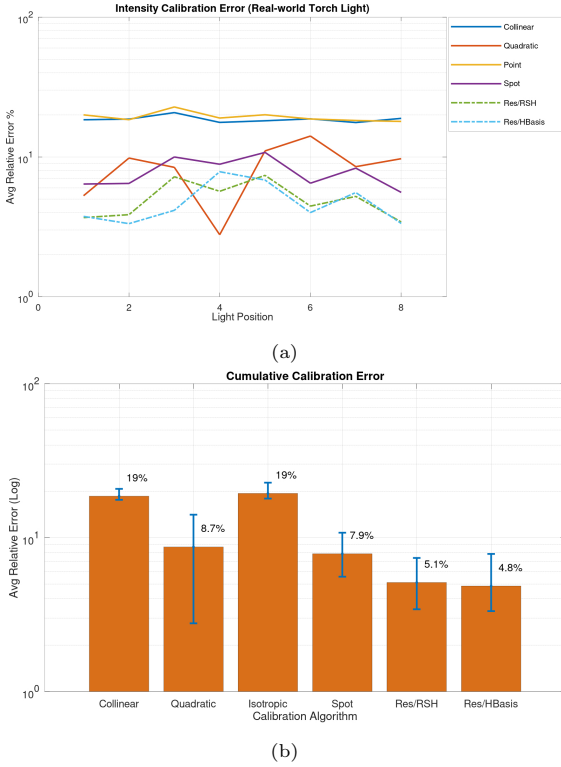 Intensity Calibration Error (Real-world Torch Light)
10^2
10^1
10^0
Avg Relative Error %
0 2 4 6 8
Light Position
Collinear
Quadratic
Point
Spot
Res/RSH
Res/HBasis
(a)
Cumulative Calibration Error
10^2
10^1
10^0
Avg Relative Error (Log)
19%
8.7%
19%
7.9%
5.1%
4.8%
Collinear Quadratic Isotropic Spot Res/RSH Res/HBasis
Calibration Algorithm
(b)